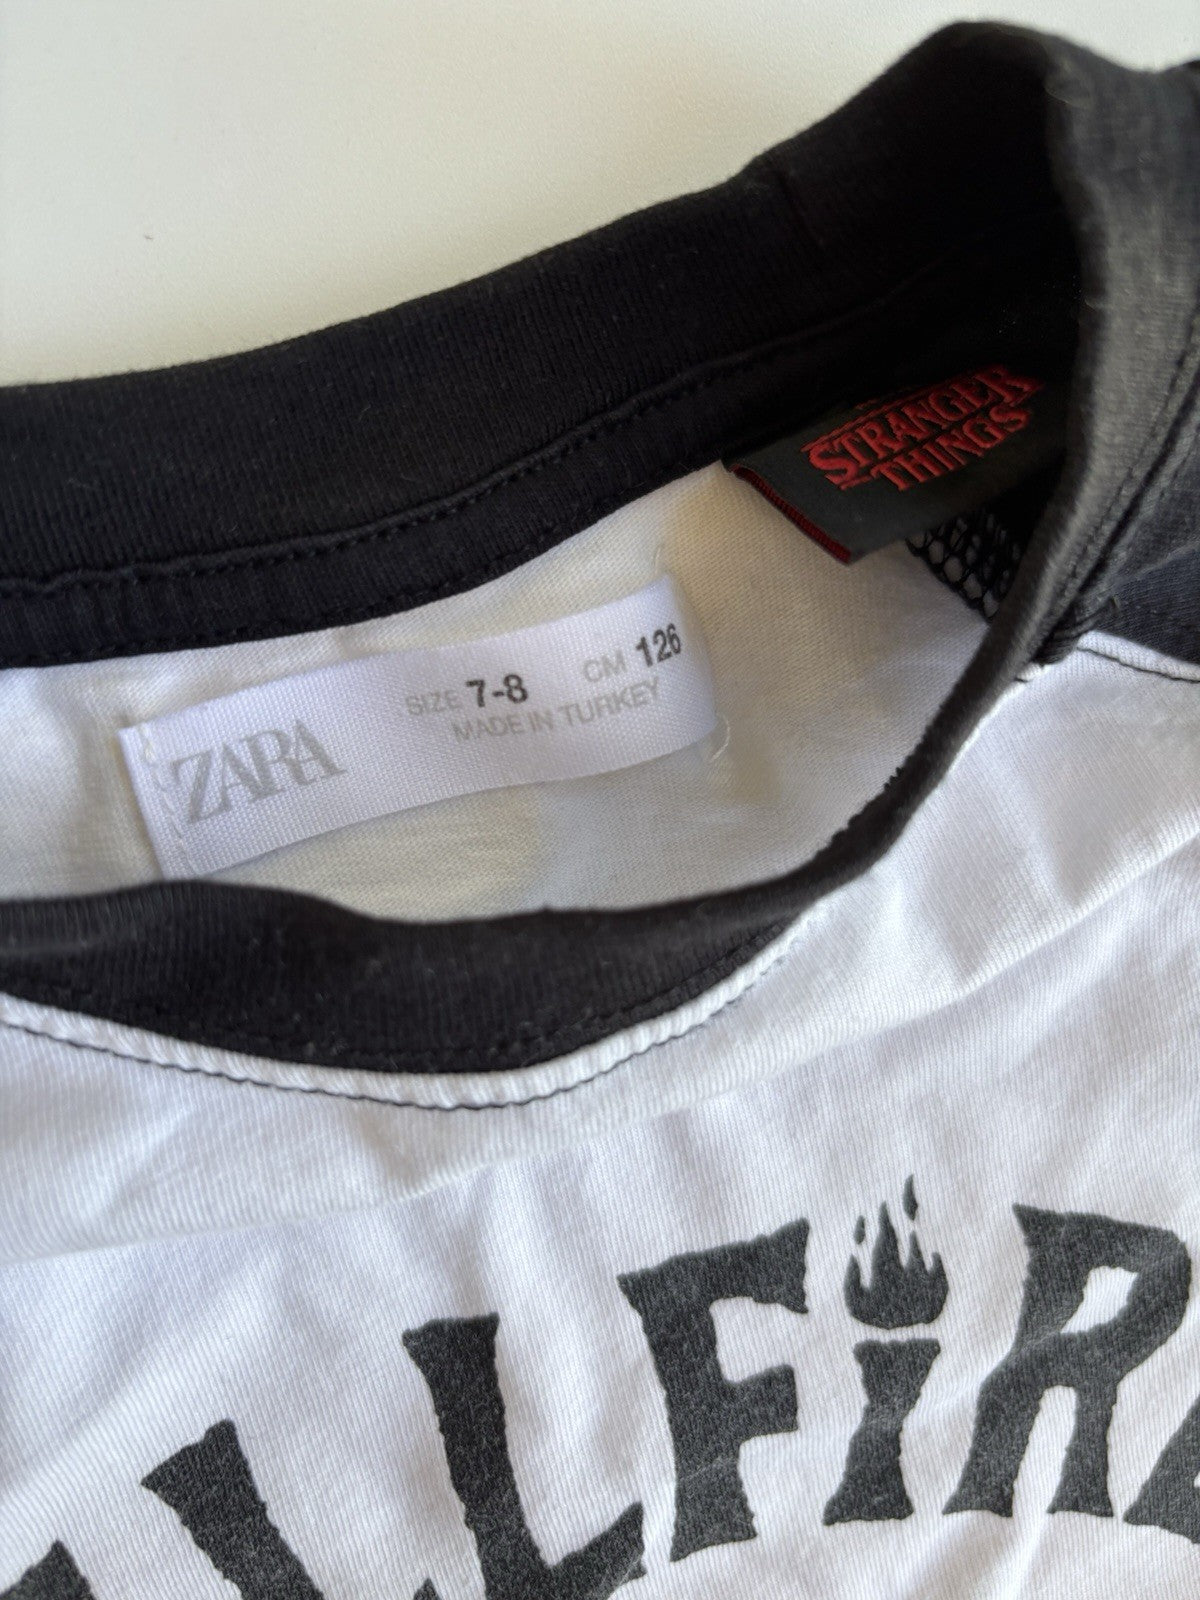 STRANGER
THINGS
ZARA
SIZE 7-8 CM 126
MADE IN TURKEY
LLFIR